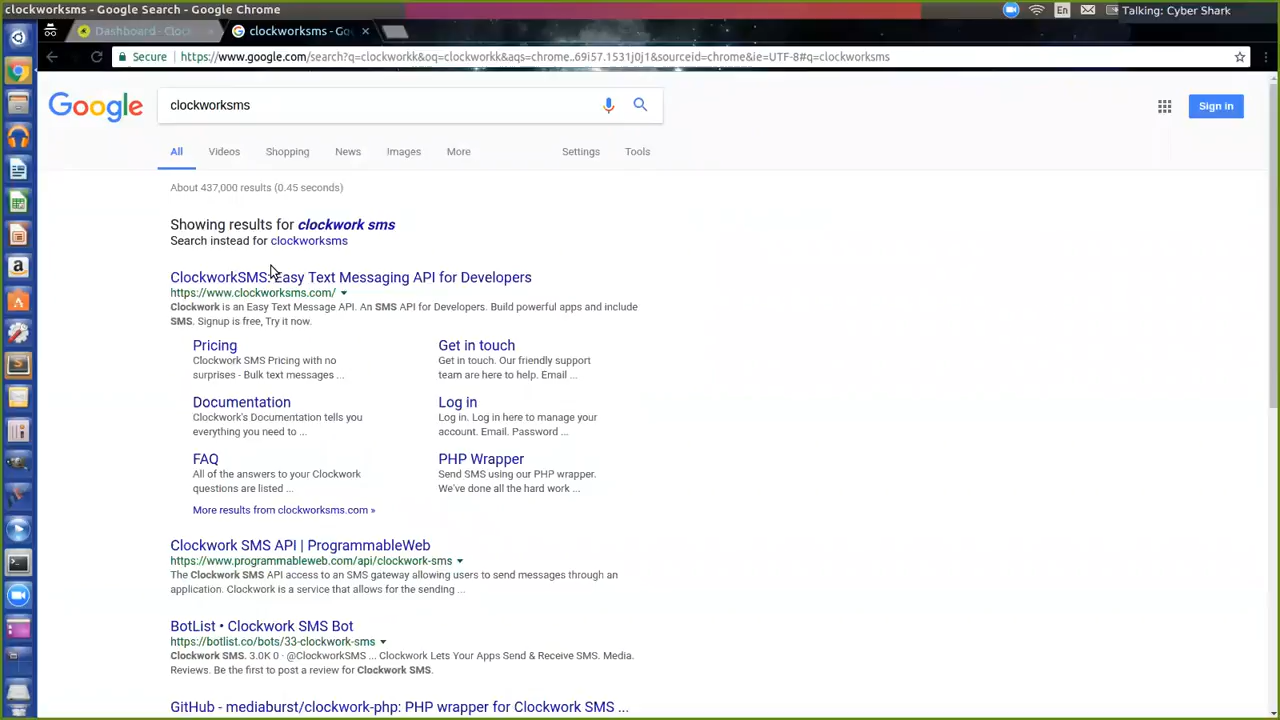 clockworksms - Google Search - Google Chrome
En
Talking: Cyber Shark
Dashboard - Clock
clockworksms - Go
Secure
https://www.google.com/search?q=clockworkk&oq=clockworkk&aqs=chrome..69i57.1531j0j1&sourceid=chrome&ie=UTF-8#q=clockworksms
Google
clockworksms
Sign in
All Videos Shopping News Images More Settings Tools
About 437,000 results (0.45 seconds)
Showing results for clockwork sms
Search instead for clockworksms
ClockworkSMS: Easy Text Messaging API for Developers
https://www.clockworksms.com/
Clockwork is an Easy Text Message API. An SMS API for Developers. Build powerful apps and include
SMS. Signup is free, Try it now.
Pricing
Clockwork SMS Pricing with no
surprises - Bulk text messages ...
Get in touch
Get in touch. Our friendly support
team are here to help. Email ...
Documentation
Clockwork's Documentation tells you
everything you need to ...
Log in
Log in. Log in here to manage your
account. Email. Password ...
FAQ
All of the answers to your Clockwork
questions are listed ...
PHP Wrapper
Send SMS using our PHP wrapper.
We've done all the hard work ...
More results from clockworksms.com »
Clockwork SMS API | ProgrammableWeb
https://www.programmableweb.com/api/clockwork-sms
The Clockwork SMS API access to an SMS gateway allowing users to send messages through an
application. Clockwork is a service that allows for the sending ...
BotList • Clockwork SMS Bot
https://botlist.co/bots/33-clockwork-sms
Clockwork SMS. 3.0K 0 · @ClockworkSMS ... Clockwork Lets Your Apps Send & Receive SMS. Media.
Reviews. Be the first to post a review for Clockwork SMS.
GitHub - mediaburst/clockwork-php: PHP wrapper for Clockwork SMS ...